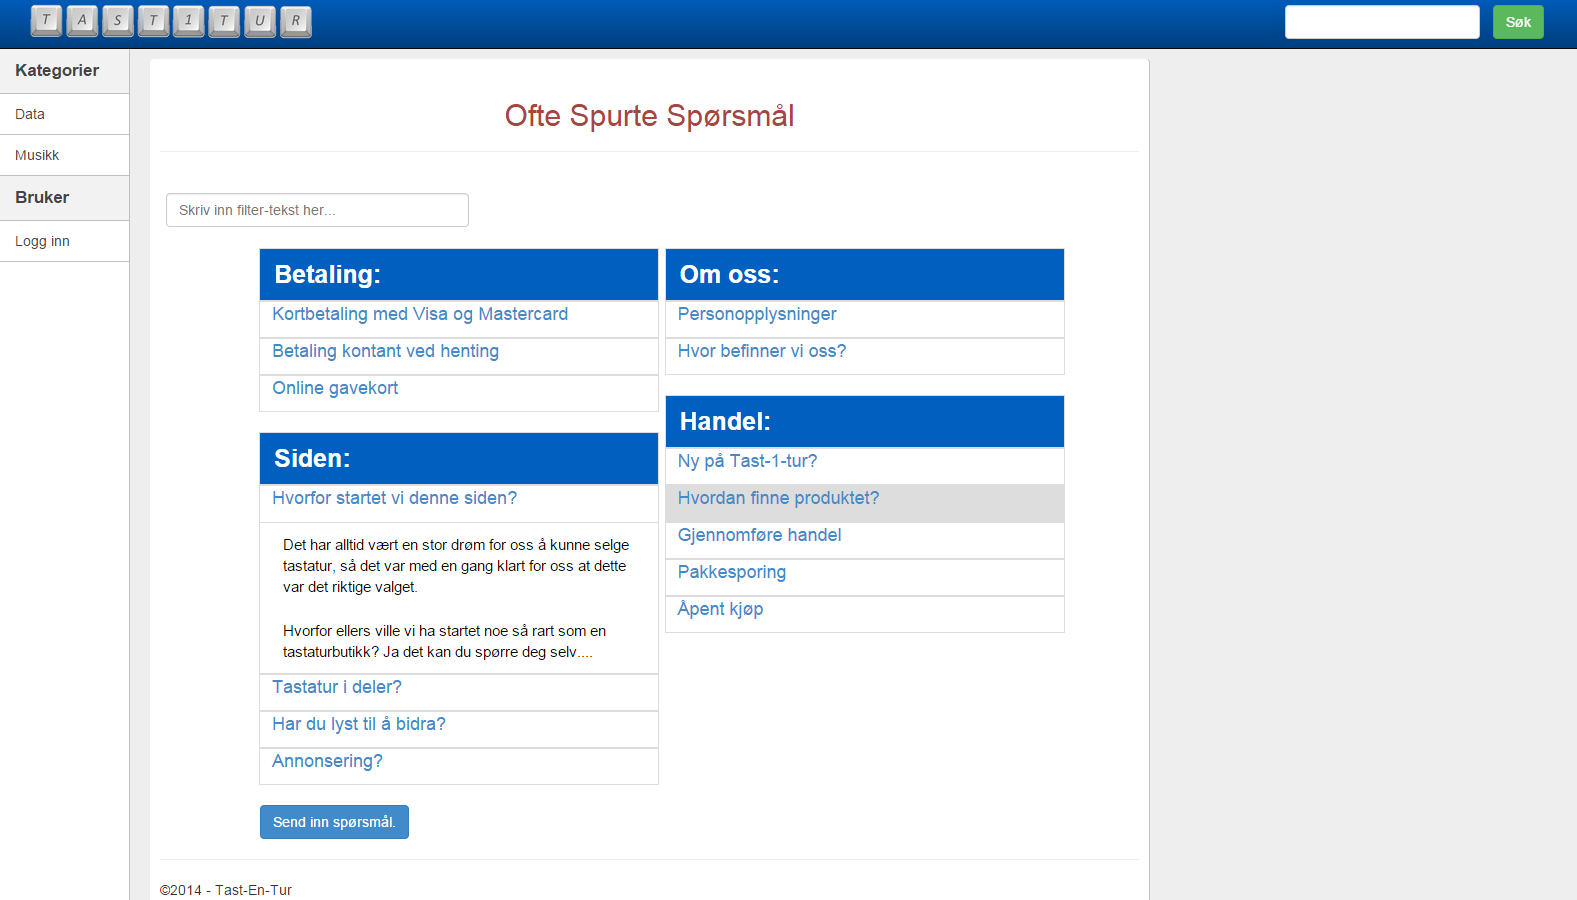 TAST1TUR
Søk
Kategorier
Data
Musikk
Bruker
Logg inn
Ofte Spurte Spørsmål
Skriv inn filter-tekst her...
Betaling:
Kortbetaling med Visa og Mastercard
Betaling kontant ved henting
Online gavekort
Siden:
Hvorfor startet vi denne siden?
Det har alltid vært en stor drøm for oss å kunne selge
tastatur, så det var med en gang klart for oss at dette
var det riktige valget.
Hvorfor ellers ville vi ha startet noe så rart som en
tastaturbutikk? Ja det kan du spørre deg selv....
Tastatur i deler?
Har du lyst til å bidra?
Annonsering?
Om oss:
Personopplysninger
Hvor befinner vi oss?
Handel:
Ny på Tast-1-tur?
Hvordan finne produktet?
Gjennomføre handel
Pakkesporing
Åpent kjøp
Send inn spørsmål.
©2014 - Tast-En-Tur